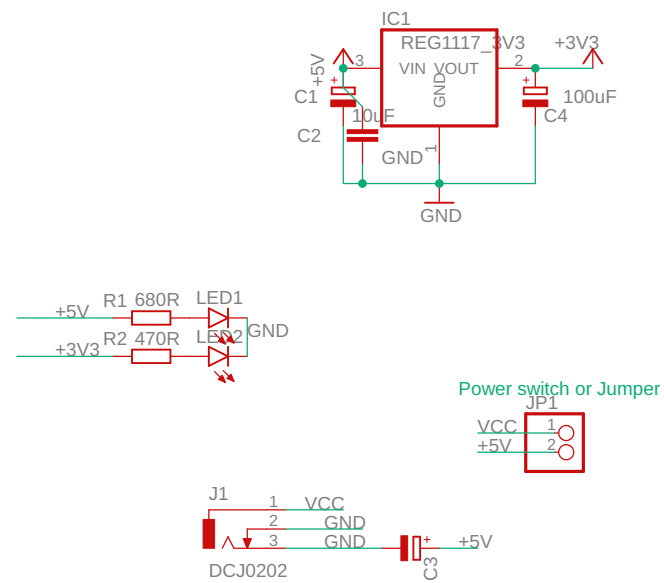 IC1
REG1117_3V3
+5V
3
VIN VOUT
GND
2
+3V3
+
C1
10uF
C2
GND
1
+
100uF
C4
GND
R1 680R LED1
+5V
GND
R2 470R LED2
+3V3
Power switch or Jumper
JP1
VCC 1
+5V 2
J1
1 VCC
2 GND
3 GND
+
C3
+5V
DCJ0202